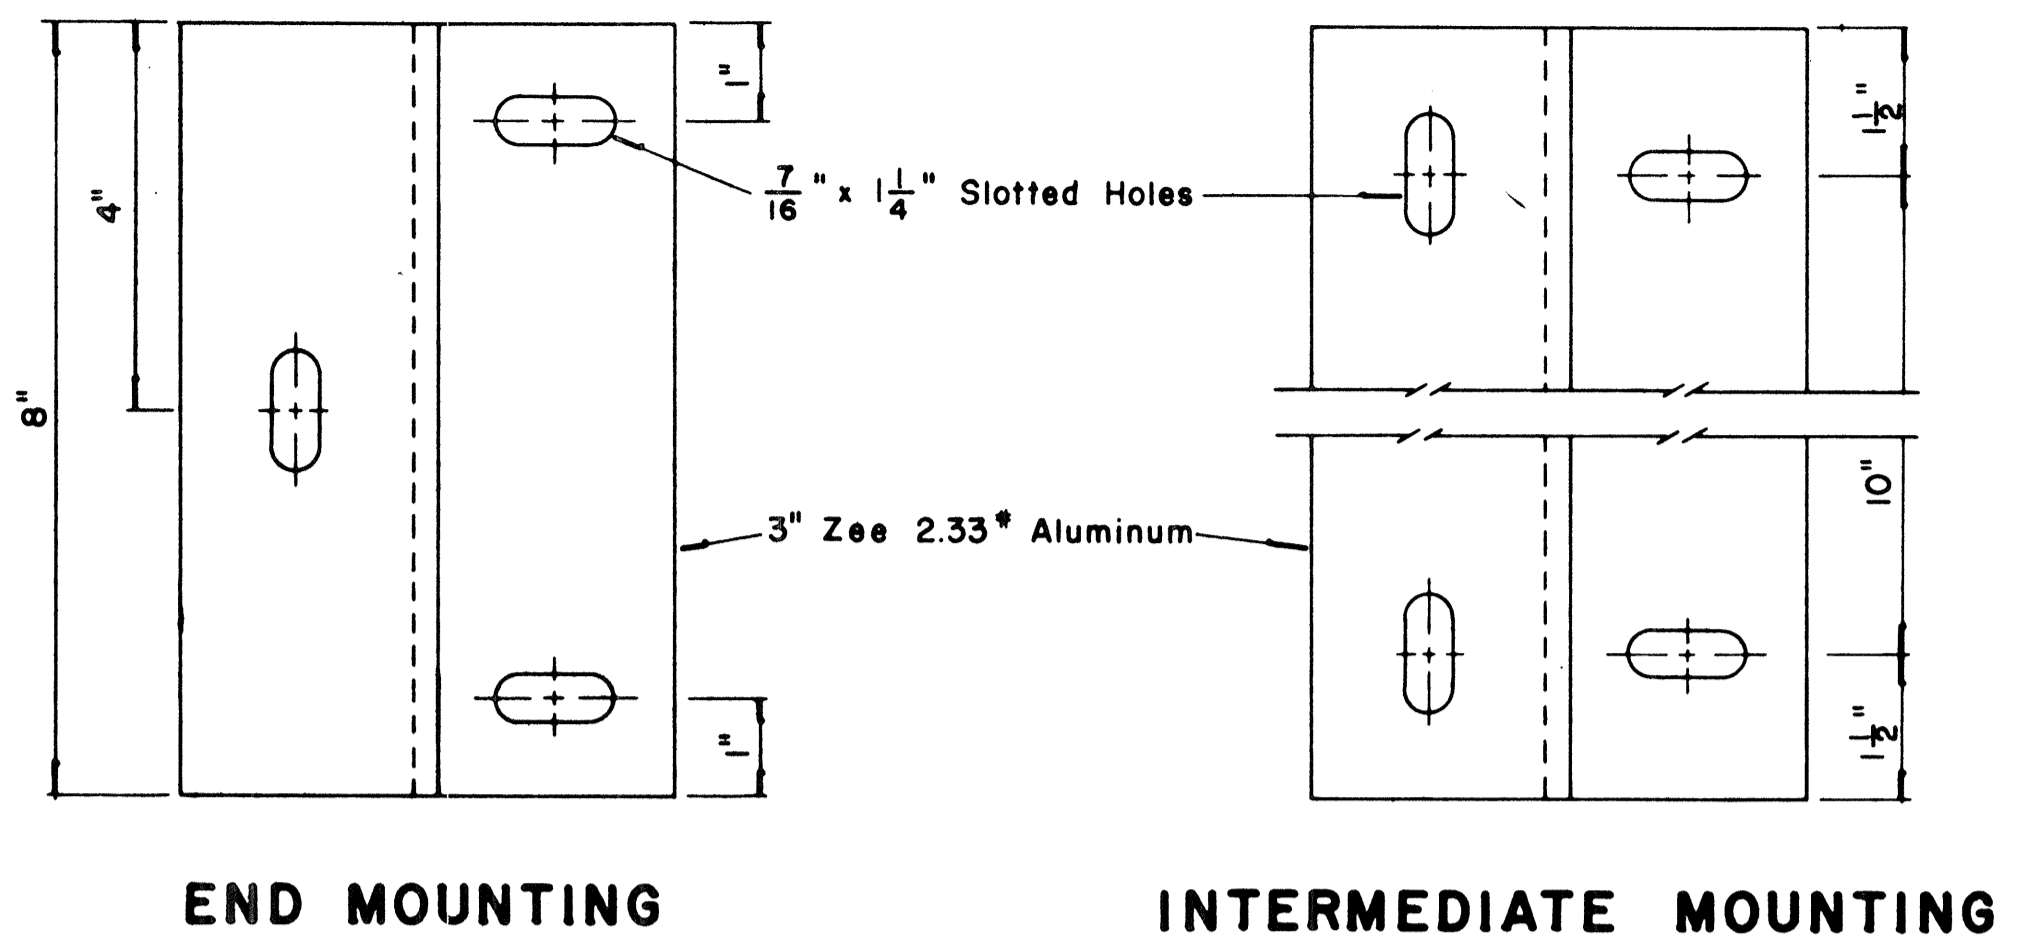 8"
4"
1"
7/16" x 1 1/4" Slotted Holes
1 1/2"
3" Zee 2.33# Aluminum
10"
1"
1 1/2"
END MOUNTING
INTERMEDIATE MOUNTING